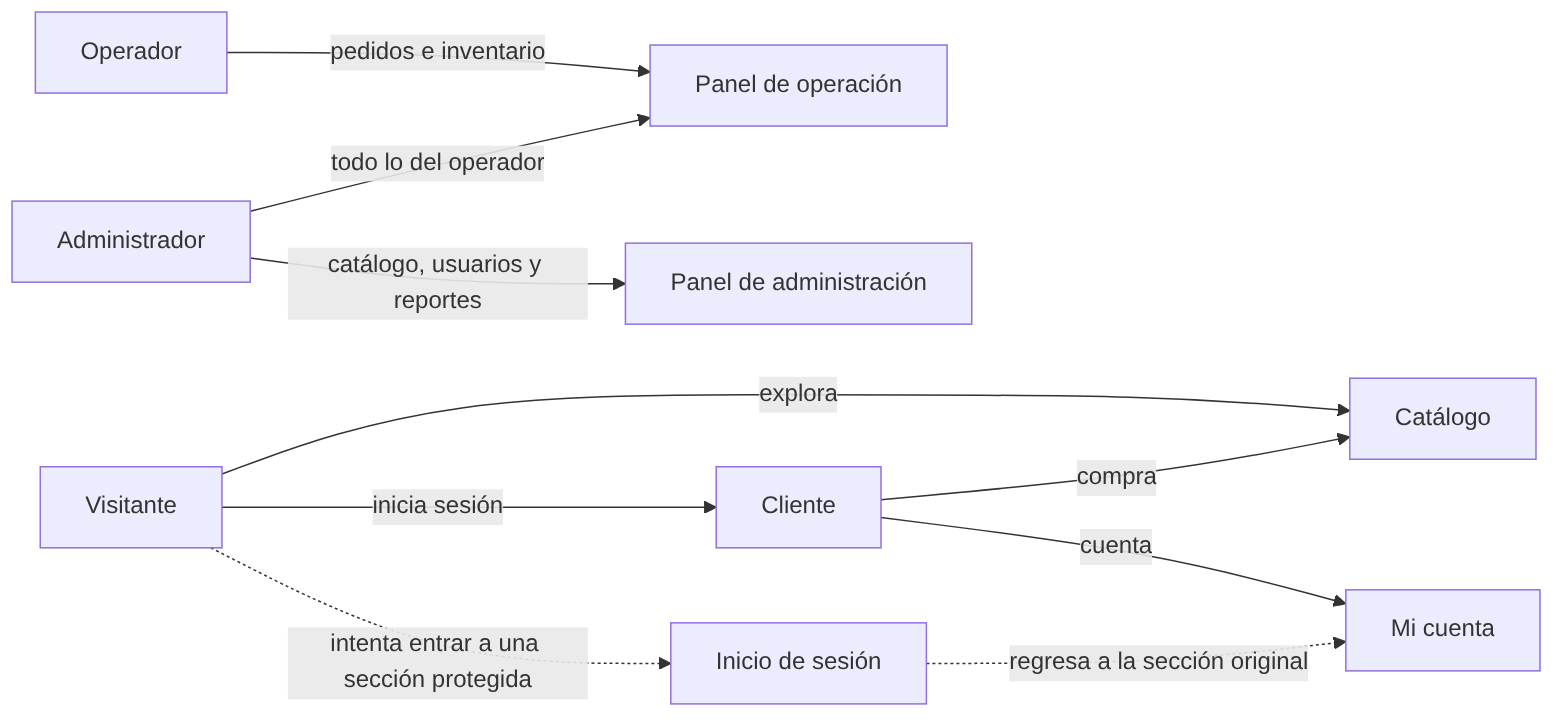 Operador
pedidos e inventario
Panel de operación
todo lo del operador
Administrador
catálogo, usuarios y
reportes
Panel de administración
explora
Catálogo
Visitante
inicia sesión
Cliente
compra
cuenta
intenta entrar a una
sección protegida
Inicio de sesión
regresa a la sección original
Mi cuenta